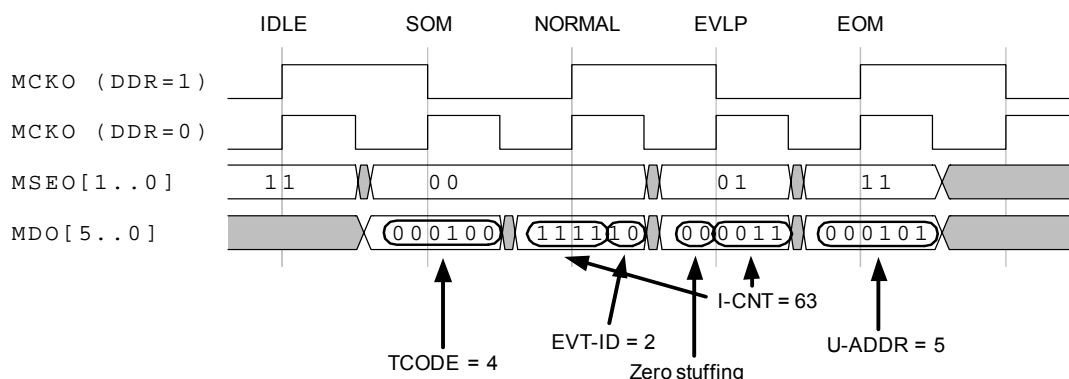 IDLE SOM NORMAL EVLP EOM
MCKO (DDR=1)
MCKO (DDR=0)
MSEO[1..0] 11 00 01 11
MDO[5..0] 000100 111110 000011 000101
I-CNT = 63
EVT-ID = 2 U-ADDR = 5
TCODE = 4
Zero stuffing